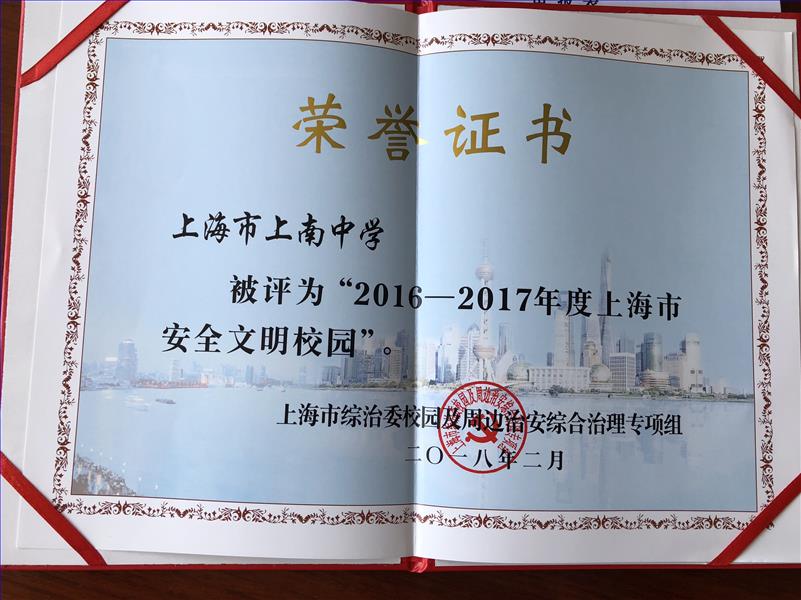 荣誉证书
上海市上南中学
被评为“2016—2017年度上海市
安全文明校园”。
上海市综治委校园及周边治安综合治理专项组
二〇一八年二月